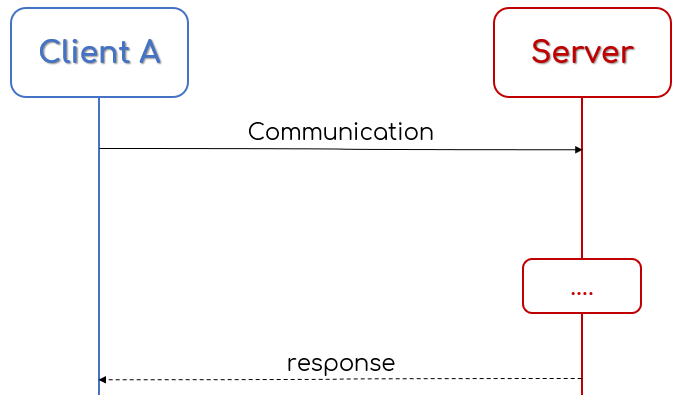 Client A
Server
Communication
....
response